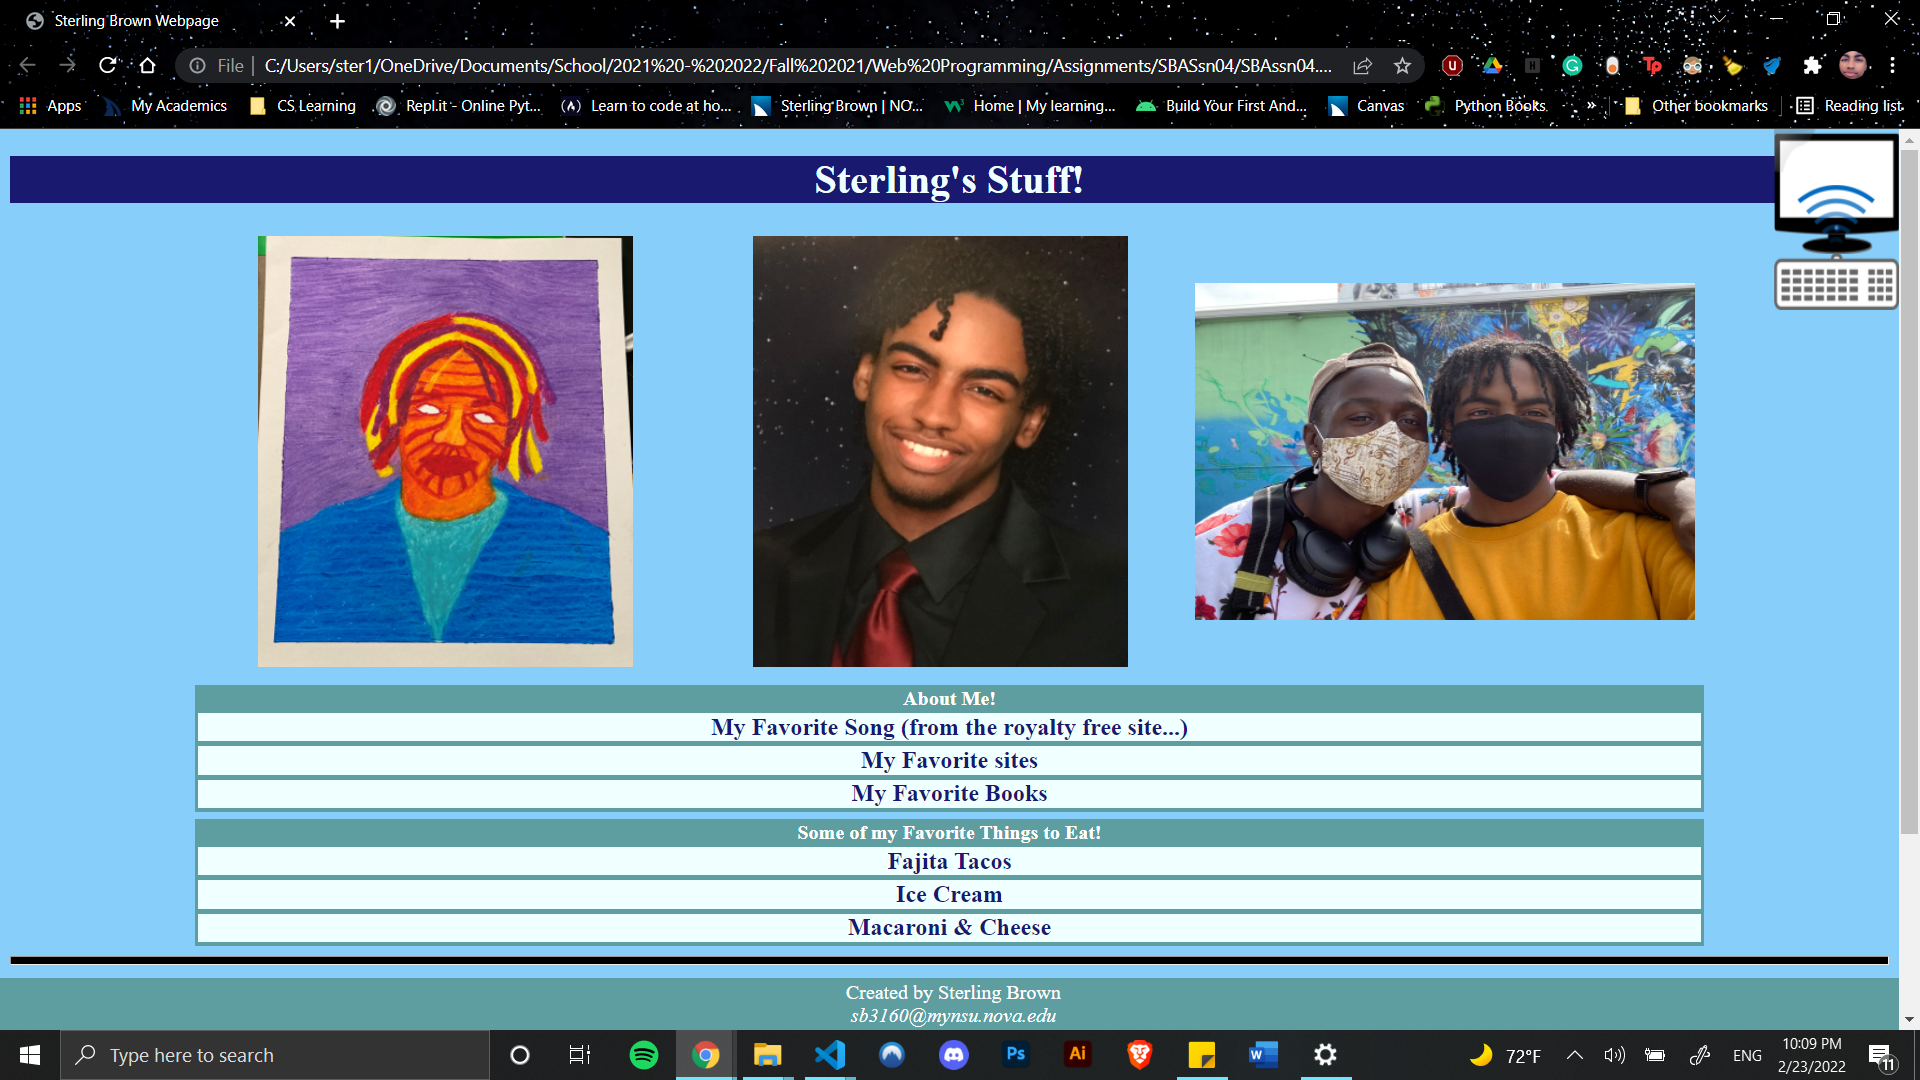 Sterling Brown Webpage
File | C:/Users/ster1/OneDrive/Documents/School/2021%20-%202022/Fall%202021/Web%20Programming/Assignments/SBASsn04/SBAssn04....
Apps My Academics CS Learning Repl.it - Online Pyt... Learn to code at ho... Sterling Brown | NO... Home | My learning... Build Your First And... Canvas Python Books » Other bookmarks Reading list
Sterling's Stuff!
About Me!
My Favorite Song (from the royalty free site...)
My Favorite sites
My Favorite Books
Some of my Favorite Things to Eat!
Fajita Tacos
Ice Cream
Macaroni & Cheese
Created by Sterling Brown
sb3160@mynsu.nova.edu
Type here to search
Ps Ai
72°F ENG
10:09 PM
2/23/2022
11